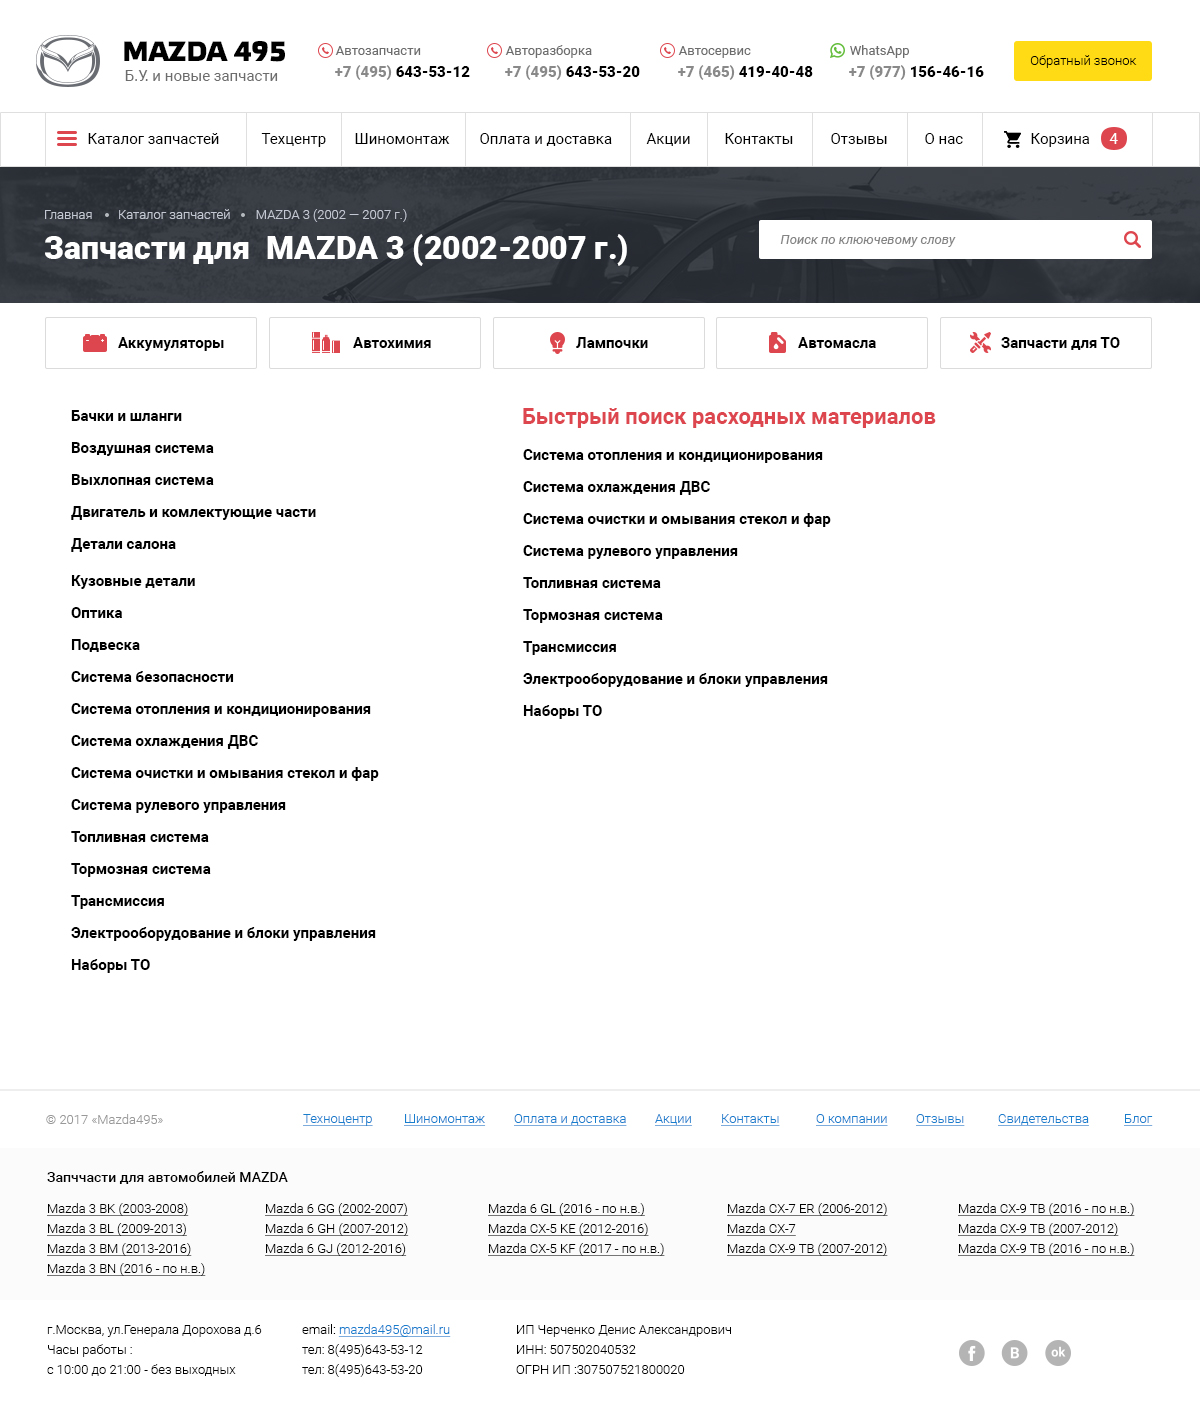 MAZDA 495
Б.У. и новые запчасти
Автозапчасти
+7 (495) 643-53-12
Авторазборка
+7 (495) 643-53-20
Автосервис
+7 (465) 419-40-48
WhatsApp
+7 (977) 156-46-16
Обратный звонок
Каталог запчастей
Техцентр
Шиномонтаж
Оплата и доставка
Акции
Контакты
Отзывы
О нас
Корзина 4
Главная • Каталог запчастей • MAZDA 3 (2002 — 2007 г.)
Запчасти для MAZDA 3 (2002-2007 г.)
Поиск по клюючевому слову
Аккумуляторы
Автохимия
Лампочки
Автомасла
Запчасти для ТО
Бачки и шланги
Воздушная система
Выхлопная система
Двигатель и комлектующие части
Детали салона
Кузовные детали
Оптика
Подвеска
Система безопасности
Система отопления и кондиционирования
Система охлаждения ДВС
Система очистки и омывания стекол и фар
Система рулевого управления
Топливная система
Тормозная система
Трансмиссия
Электрооборудование и блоки управления
Наборы ТО
Быстрый поиск расходных материалов
Система отопления и кондиционирования
Система охлаждения ДВС
Система очистки и омывания стекол и фар
Система рулевого управления
Топливная система
Тормозная система
Трансмиссия
Электрооборудование и блоки управления
Наборы ТО
© 2017 «Mazda495»
Техноцентр
Шиномонтаж
Оплата и доставка
Акции
Контакты
О компании
Отзывы
Свидетельства
Блог
Запччасти для автомобилей MAZDA
Mazda 3 BK (2003-2008)
Mazda 3 BL (2009-2013)
Mazda 3 BM (2013-2016)
Mazda 3 BN (2016 - по н.в.)
Mazda 6 GG (2002-2007)
Mazda 6 GH (2007-2012)
Mazda 6 GJ (2012-2016)
Mazda 6 GL (2016 - по н.в.)
Mazda CX-5 KE (2012-2016)
Mazda CX-5 KF (2017 - по н.в.)
Mazda CX-7 ER (2006-2012)
Mazda CX-7
Mazda CX-9 TB (2007-2012)
Mazda CX-9 TB (2016 - по н.в.)
Mazda CX-9 TB (2007-2012)
Mazda CX-9 TB (2016 - по н.в.)
г.Москва, ул.Генерала Дорохова д.6
Часы работы :
с 10:00 до 21:00 - без выходных
email: mazda495@mail.ru
тел: 8(495)643-53-12
тел: 8(495)643-53-20
ИП Черченко Денис Александрович
ИНН: 507502040532
ОГРН ИП :307507521800020
f
B
ok